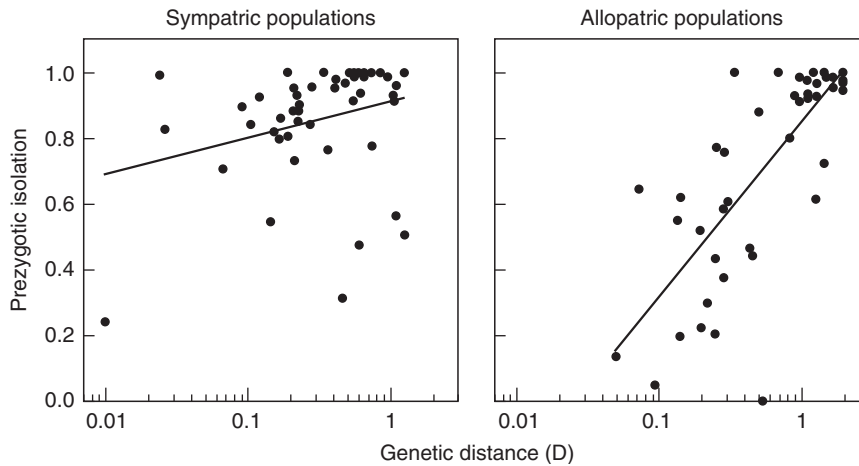 Sympatric populations
Allopatric populations
Prezygotic isolation
1.0
0.8
0.6
0.4
0.2
0.0
0.01 0.1 1
0.01 0.1 1
Genetic distance (D)